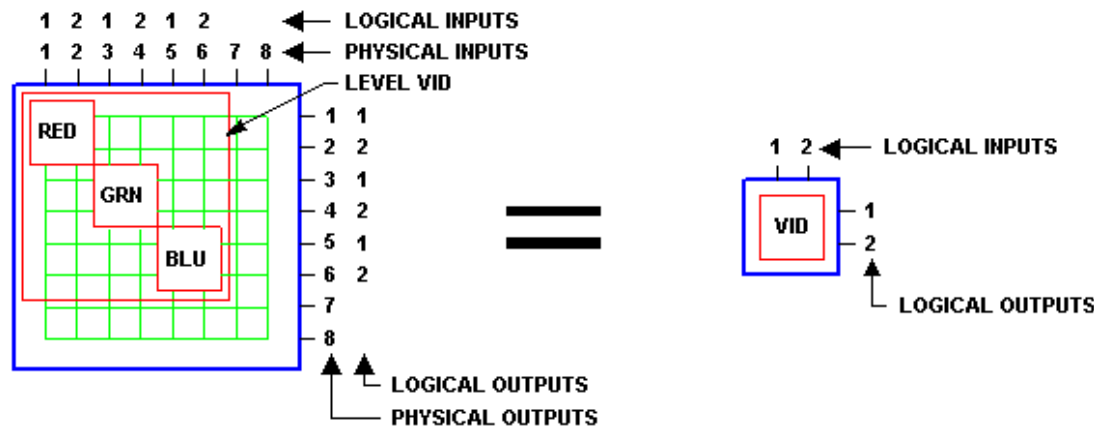 1 2 1 2 1 2 LOGICAL INPUTS
1 2 3 4 5 6 7 8 PHYSICAL INPUTS
LEVEL VID
RED
GRN
BLU
1 1
2 2
3 1
4 2
5 1
6 2
7
8
LOGICAL OUTPUTS
PHYSICAL OUTPUTS
1 2 LOGICAL INPUTS
VID
1
2
LOGICAL OUTPUTS